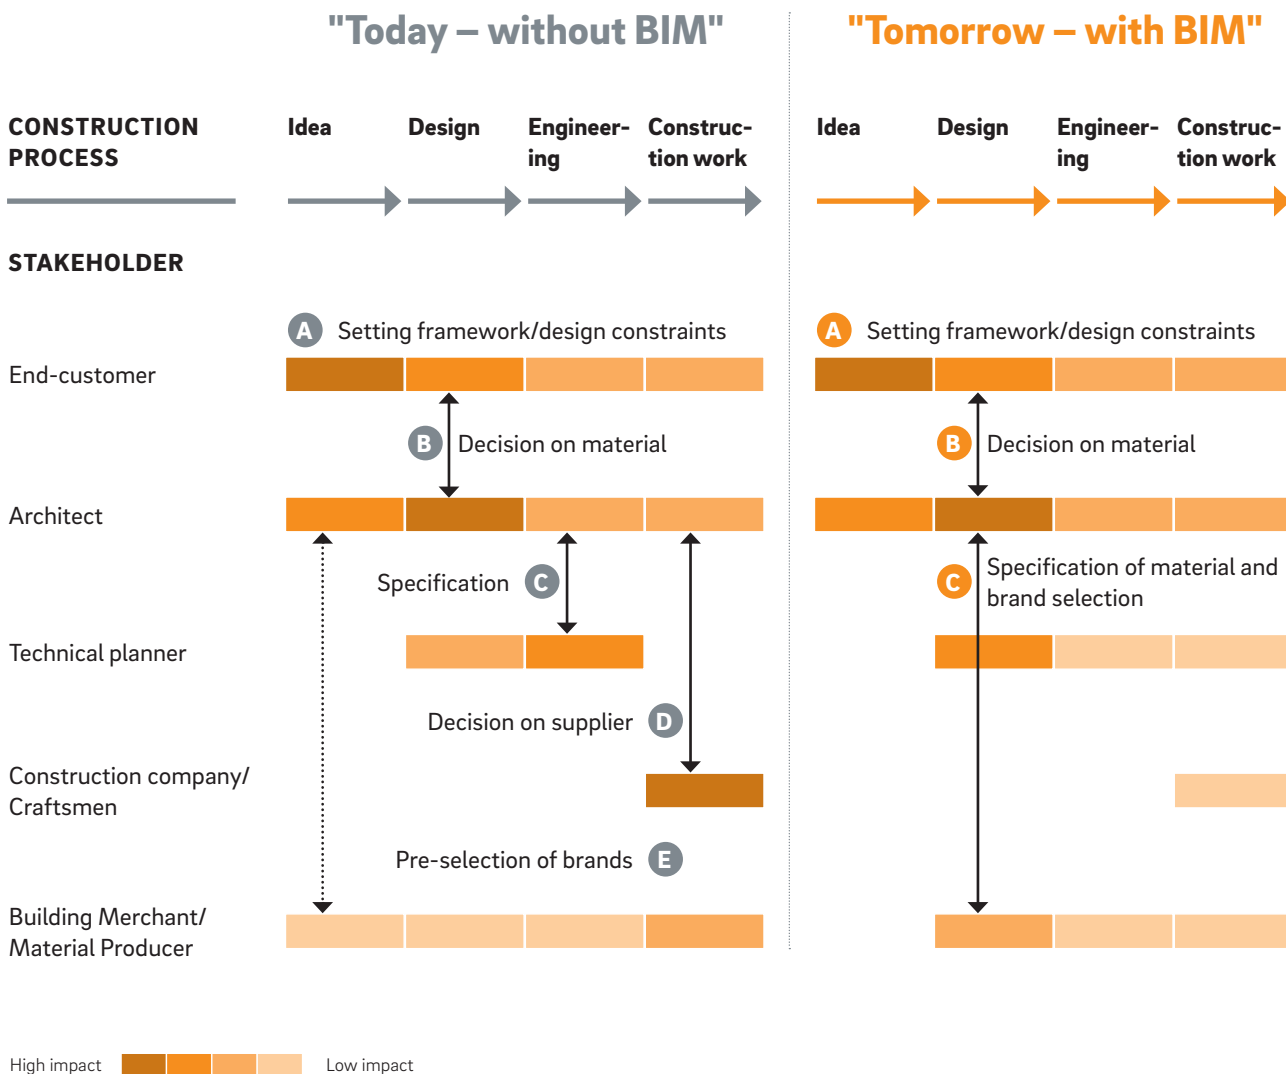 "Today – without BIM"
"Tomorrow – with BIM"
CONSTRUCTION
PROCESS
Idea
Design
Engineer-
ing
Construc-
tion work
Idea
Design
Engineer-
ing
Construc-
tion work
STAKEHOLDER
A Setting framework/design constraints
A Setting framework/design constraints
End-customer
B Decision on material
B Decision on material
Architect
Specification C
C Specification of material and
brand selection
Technical planner
Decision on supplier D
Construction company/
Craftsmen
Pre-selection of brands E
Building Merchant/
Material Producer
High impact
Low impact